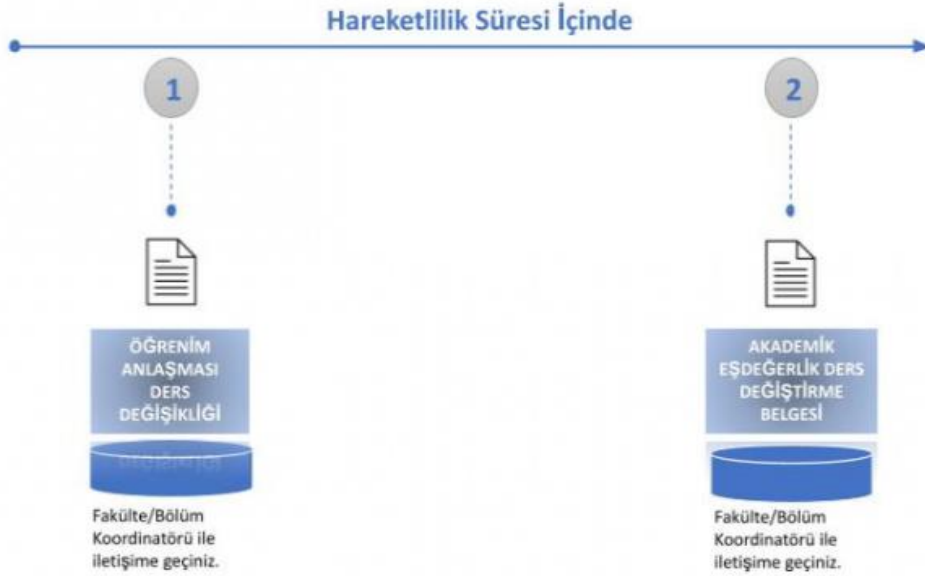 Hareketlilik Süresi İçinde
1
2
ÖĞRENİM
ANLAŞMASI
DERS
DEĞİŞİKLİĞİ
AKADEMİK
EŞDEĞERLİK DERS
DEĞİŞTİRME
BELGESİ
Fakülte/Bölüm
Koordinatörü ile
iletişime geçiniz.
Fakülte/Bölüm
Koordinatörü ile
iletişime geçiniz.